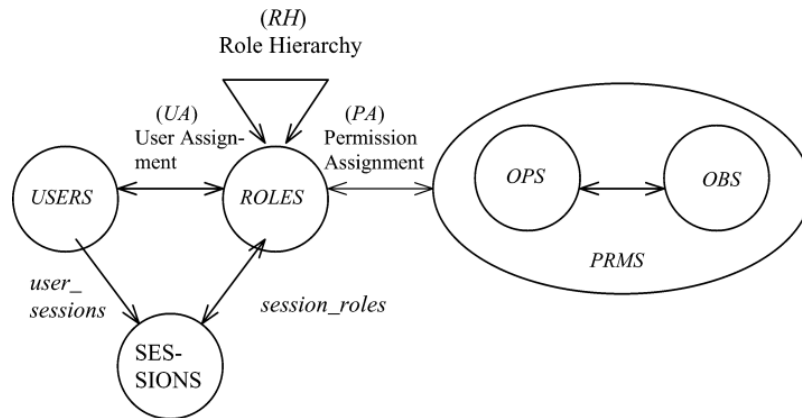 (RH)
Role Hierarchy
(UA)
User Assign-
ment
(PA)
Permission
Assignment
USERS
ROLES
OPS
OBS
PRMS
user_
sessions
session_roles
SES-
SIONS